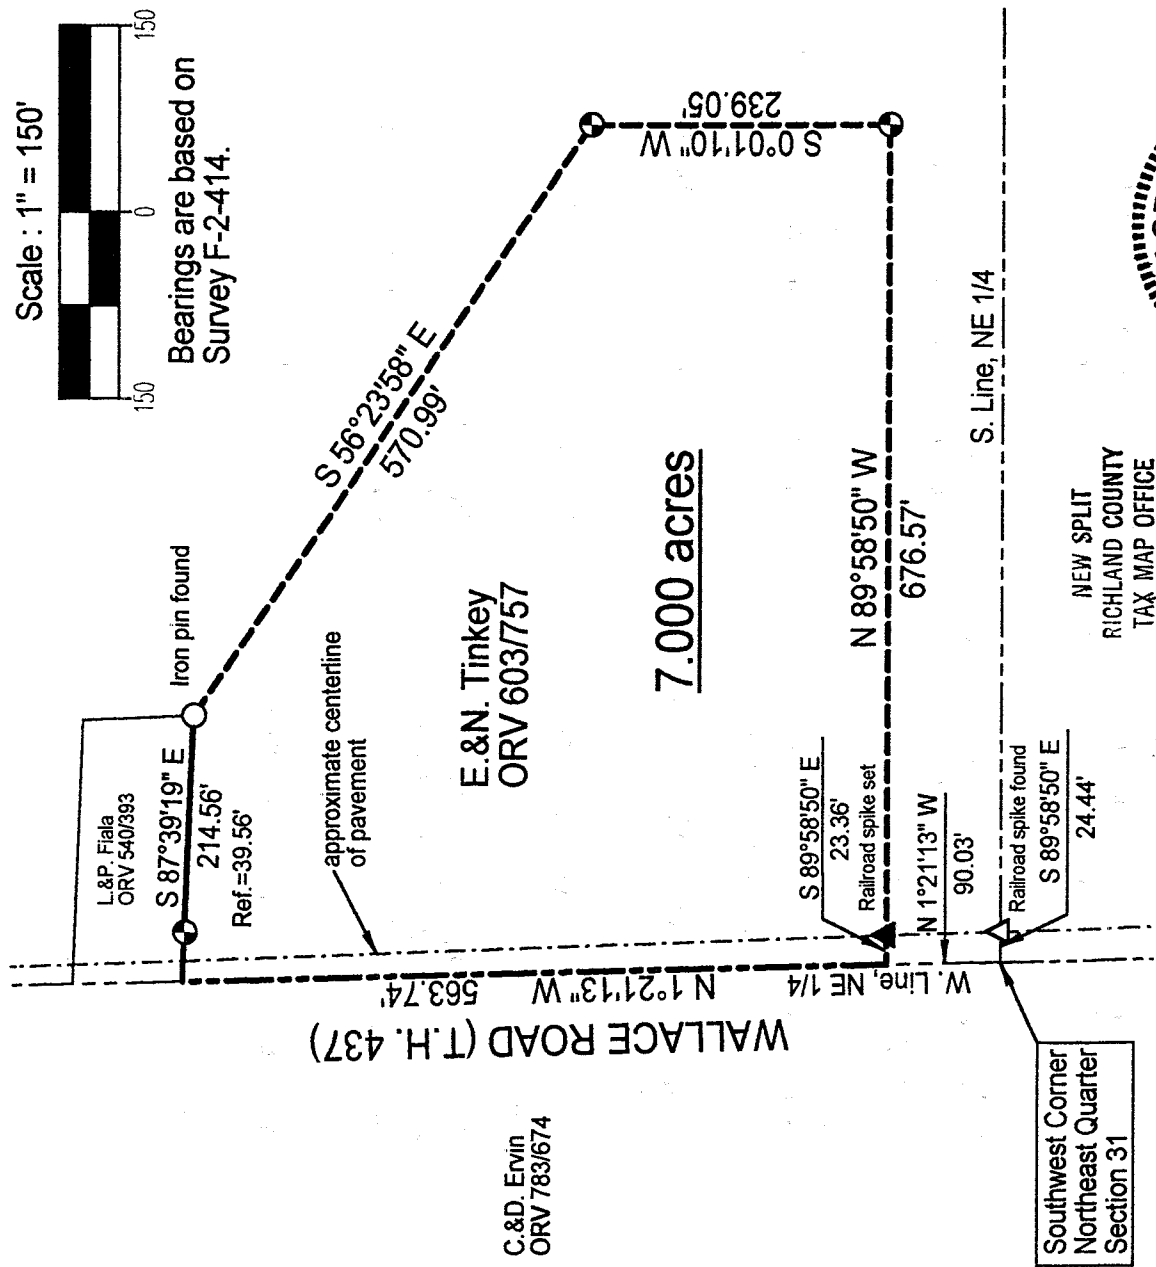 Scale : 1" = 150'
150
0
150
Bearings are based on
Survey F-2-414.
L.&P. Fiala
ORV 540/393
S 87°39'19" E
214.56'
Ref.=39.56'
Iron pin found
S 56°23'58" E
570.99'
S 0°01'10" W
239.05'
approximate centerline
of pavement
E.&N. Tinkey
ORV 603/757
7.000 acres
N 89°58'50" W
676.57'
S 89°58'50" E
23.36'
Railroad spike set
N 1°21'13" W
90.03'
Railroad spike found
S 89°58'50" E
24.44'
S. Line, NE 1/4
W. Line, NE 1/4
N 1°21'13" W
563.74'
WALLACE ROAD (T.H. 437)
C.&D. Ervin
ORV 783/674
Southwest Corner
Northeast Quarter
Section 31
NEW SPLIT
RICHLAND COUNTY
TAX MAP OFFICE